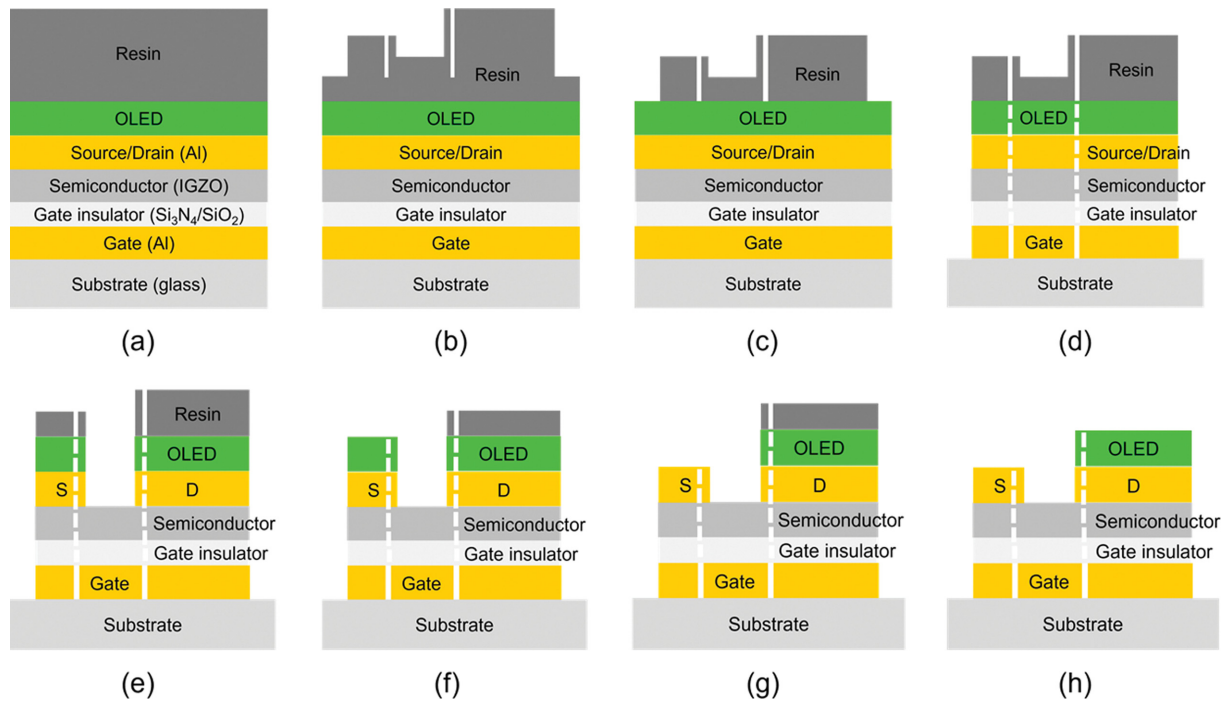 Resin
OLED
Source/Drain (Al)
Semiconductor (IGZO)
Gate insulator (Si₃N₄/SiO₂)
Gate (Al)
Substrate (glass)
(a)
Resin
OLED
Source/Drain
Semiconductor
Gate insulator
Gate
Substrate
(b)
Resin
OLED
Source/Drain
Semiconductor
Gate insulator
Gate
Substrate
(c)
Resin
OLED
Source/Drain
Semiconductor
Gate insulator
Gate
Substrate
(d)
Resin
OLED
S D
Semiconductor
Gate insulator
Gate
Substrate
(e)
OLED
S D
Semiconductor
Gate insulator
Gate
Substrate
(f)
OLED
S D
Semiconductor
Gate insulator
Gate
Substrate
(g)
OLED
S D
Semiconductor
Gate insulator
Gate
Substrate
(h)